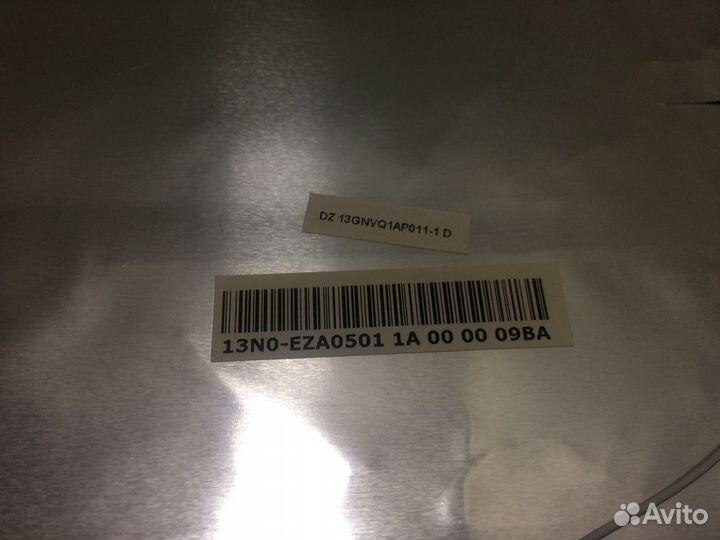 DZ 13GNVQ1AP011-1 D
13N0-EZA0501 1A 00 00 09BA
Avito